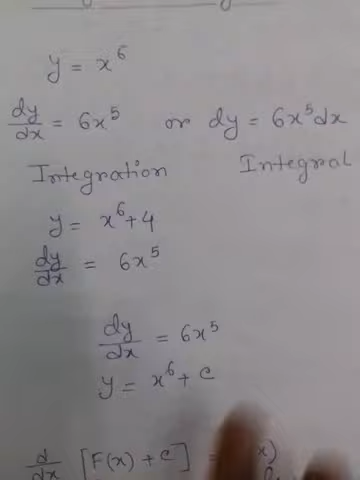 y = x⁶
dy/dx = 6x⁵ or dy = 6x⁵dx
Integration Integral
y = x⁶+4
dy/dx = 6x⁵
dy/dx = 6x⁵
y = x⁶ + c
d/dx [F(x) + c] = x)